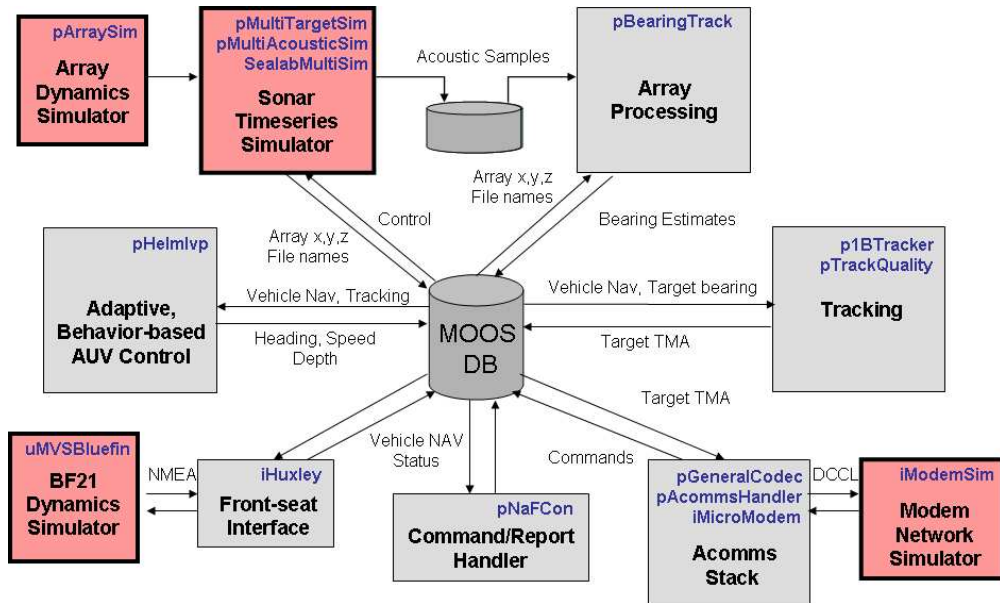 pArraySim
Array
Dynamics
Simulator
pMultiTargetSim
pMultiAcousticSim
SealabMultiSim
Sonar
Timeseries
Simulator
Acoustic Samples
pBearingTrack
Array
Processing
Control
Array x,y,z
File names
Array x,y,z
File names
Bearing Estimates
pHelmIvp
Adaptive,
Behavior-based
AUV Control
Vehicle Nav, Tracking
Heading, Speed
Depth
MOOS
DB
Vehicle Nav, Target bearing
Target TMA
p1BTracker
pTrackQuality
Tracking
uMVSBluefin
BF21
Dynamics
Simulator
NMEA
iHuxley
Front-seat
Interface
Vehicle NAV
Status
pNaFCon
Command/Report
Handler
Commands
Target TMA
pGeneralCodec
pAcommsHandler
iMicroModem
Acomms
Stack
DCCL
iModemSim
Modem
Network
Simulator